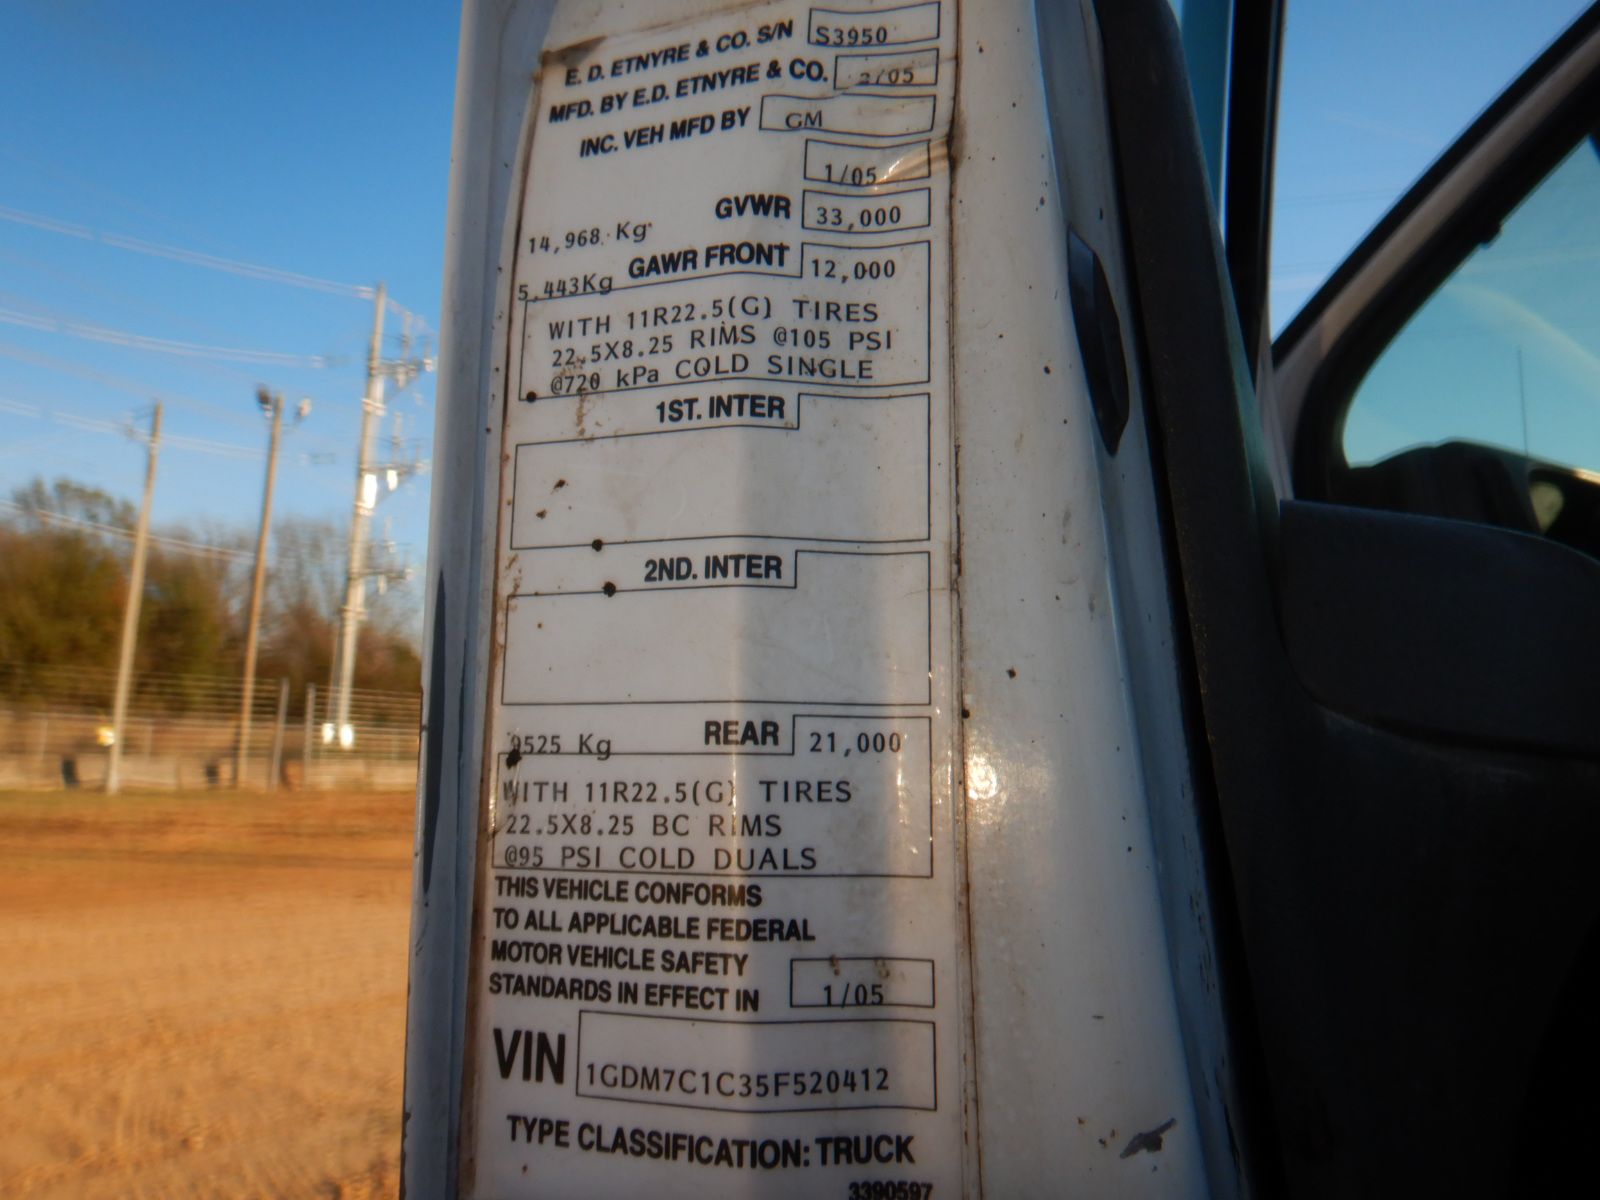 E. D. ETNYRE & CO. S/N S3950
MFD. BY E.D. ETNYRE & CO. 2/05
INC. VEH MFD BY GM
1/05
GVWR 33,000
14,968 Kg
GAWR FRONT 12,000
5,443Kg
WITH 11R22.5(G) TIRES
22.5X8.25 RIMS @105 PSI
@720 kPa COLD SINGLE
1ST. INTER
2ND. INTER
9525 Kg REAR 21,000
WITH 11R22.5(G) TIRES
22.5X8.25 BC RIMS
@95 PSI COLD DUALS
THIS VEHICLE CONFORMS
TO ALL APPLICABLE FEDERAL
MOTOR VEHICLE SAFETY
STANDARDS IN EFFECT IN 1/05
VIN 1GDM7C1C35F520412
TYPE CLASSIFICATION: TRUCK
3390597